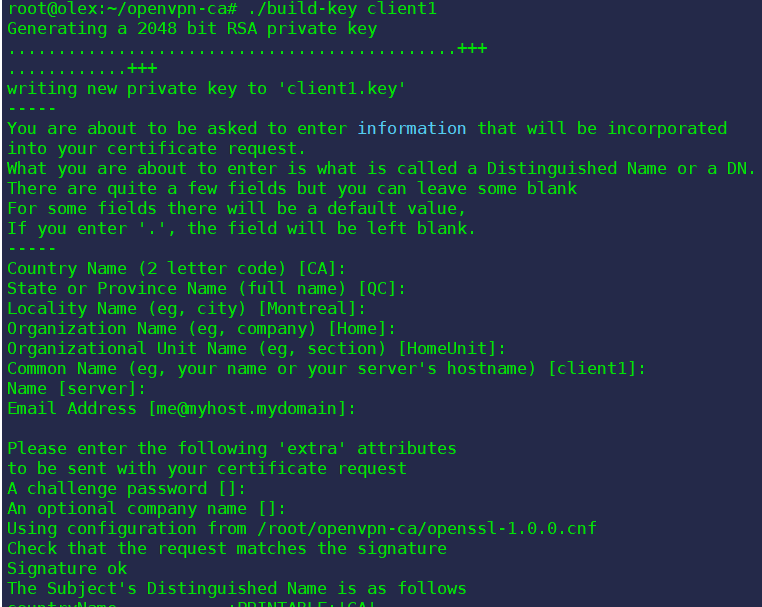 root@olex:~/openvpn-ca# ./build-key client1
Generating a 2048 bit RSA private key
.............................................+++
............+++
writing new private key to 'client1.key'
-----
You are about to be asked to enter information that will be incorporated
into your certificate request.
What you are about to enter is what is called a Distinguished Name or a DN.
There are quite a few fields but you can leave some blank
For some fields there will be a default value,
If you enter '.', the field will be left blank.
-----
Country Name (2 letter code) [CA]:
State or Province Name (full name) [QC]:
Locality Name (eg, city) [Montreal]:
Organization Name (eg, company) [Home]:
Organizational Unit Name (eg, section) [HomeUnit]:
Common Name (eg, your name or your server's hostname) [client1]:
Name [server]:
Email Address [me@myhost.mydomain]:

Please enter the following 'extra' attributes
to be sent with your certificate request
A challenge password []:
An optional company name []:
Using configuration from /root/openvpn-ca/openssl-1.0.0.cnf
Check that the request matches the signature
Signature ok
The Subject's Distinguished Name is as follows
countryName           :PRINTABLE:'CA'